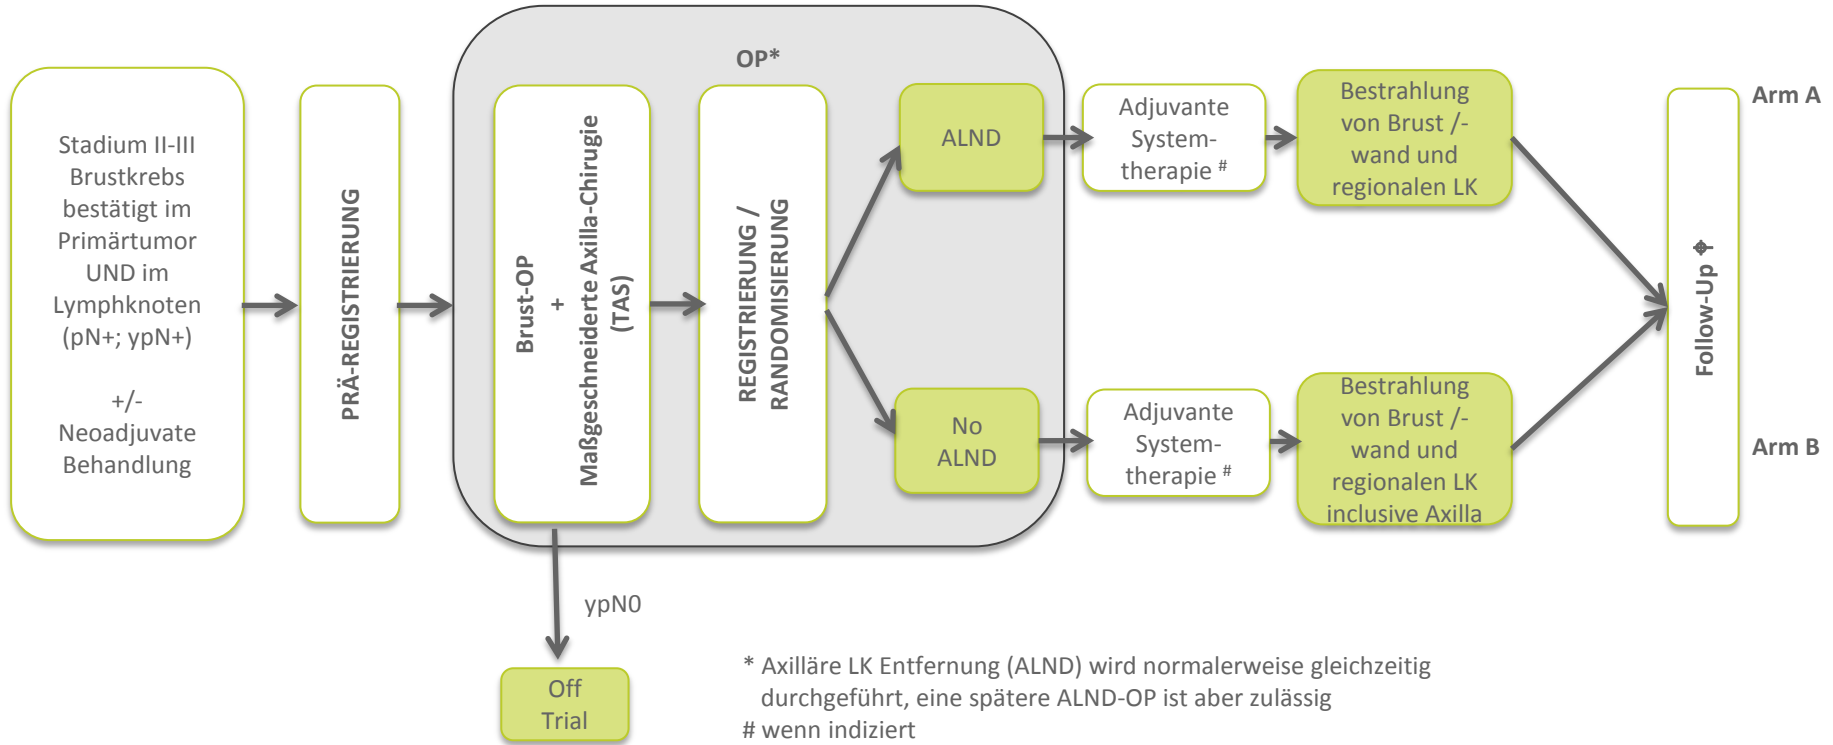 Stadium II-III
Brustkrebs
bestätigt im
Primärtumor
UND im
Lymphknoten
(pN+; ypN+)
+/-
Neoadjuvate
Behandlung
PRÄ-REGISTRIERUNG
OP*
Brust-OP
+
Maßgeschneiderte Axilla-Chirugie
(TAS)
REGISTRIERUNG /
RANDOMISIERUNG
ALND
Adjuvante
System-
therapie #
Bestrahlung
von Brust /-
wand und
regionalen LK
Arm A
No
ALND
Adjuvante
System-
therapie #
Bestrahlung
von Brust /-
wand und
regionalen LK
inclusive Axilla
Arm B
Follow-Up
ypN0
Off
Trial
* Axilläre LK Entfernung (ALND) wird normalerweise gleichzeitig
durchgeführt, eine spätere ALND-OP ist aber zulässig
# wenn indiziert